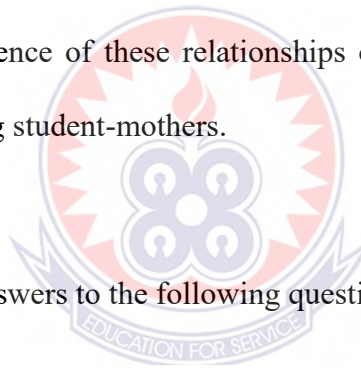 ence of these relationships
g student-mothers.
swers to the following questi
EDUCATION FOR SERVICE